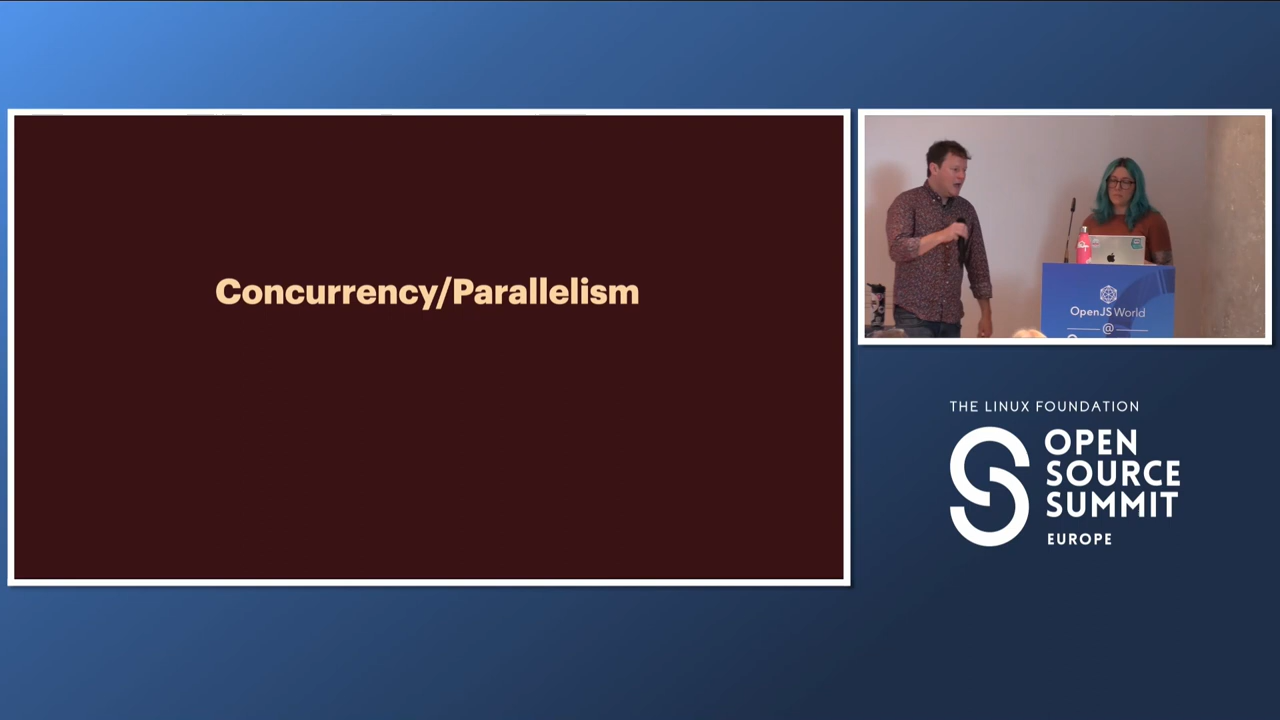 Concurrency/Parallelism
OpenJS World
@
THE LINUX FOUNDATION
OPEN
SOURCE
SUMMIT
EUROPE